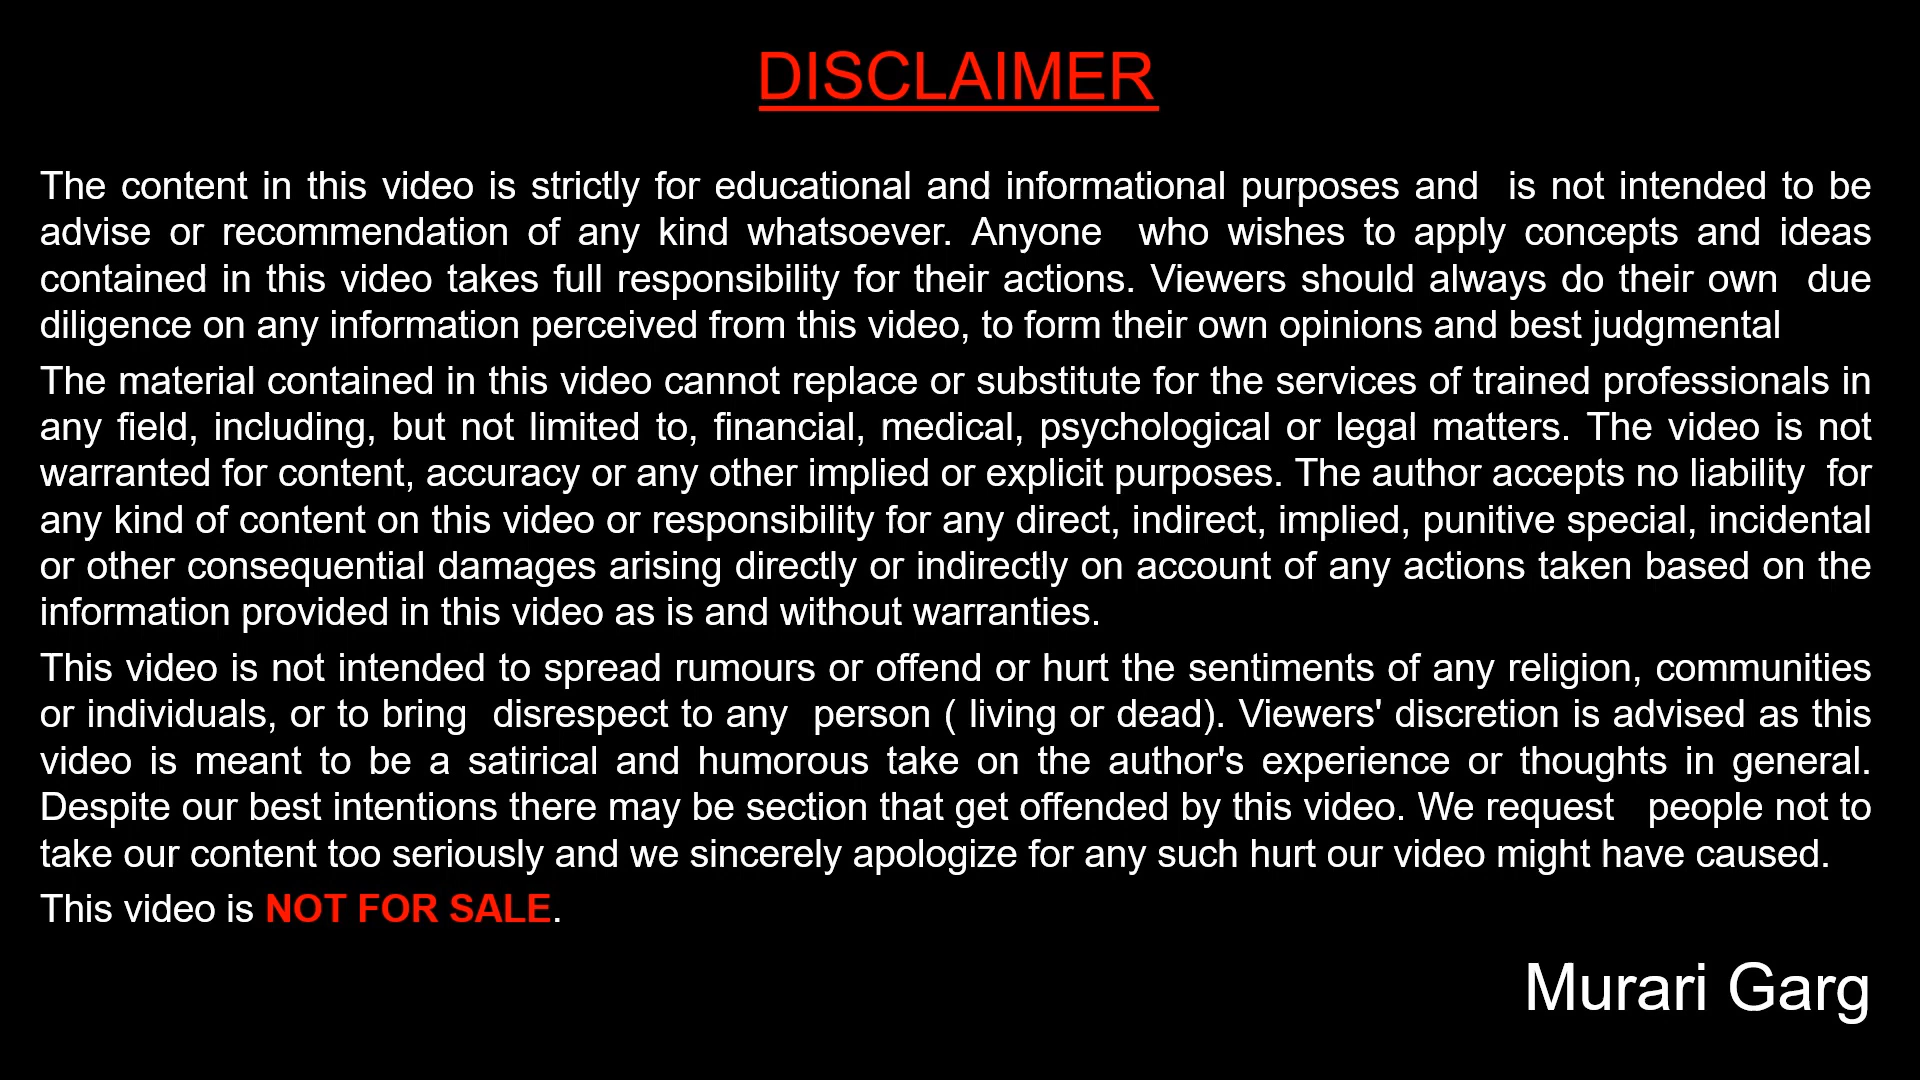 DISCLAIMER
The content in this video is strictly for educational and informational purposes and is not intended to be
advise or recommendation of any kind whatsoever. Anyone who wishes to apply concepts and ideas
contained in this video takes full responsibility for their actions. Viewers should always do their own due
diligence on any information perceived from this video, to form their own opinions and best judgmental
The material contained in this video cannot replace or substitute for the services of trained professionals in
any field, including, but not limited to, financial, medical, psychological or legal matters. The video is not
warranted for content, accuracy or any other implied or explicit purposes. The author accepts no liability for
any kind of content on this video or responsibility for any direct, indirect, implied, punitive special, incidental
or other consequential damages arising directly or indirectly on account of any actions taken based on the
information provided in this video as is and without warranties.
This video is not intended to spread rumours or offend or hurt the sentiments of any religion, communities
or individuals, or to bring disrespect to any person ( living or dead). Viewers' discretion is advised as this
video is meant to be a satirical and humorous take on the author's experience or thoughts in general.
Despite our best intentions there may be section that get offended by this video. We request people not to
take our content too seriously and we sincerely apologize for any such hurt our video might have caused.
This video is NOT FOR SALE.
Murari Garg